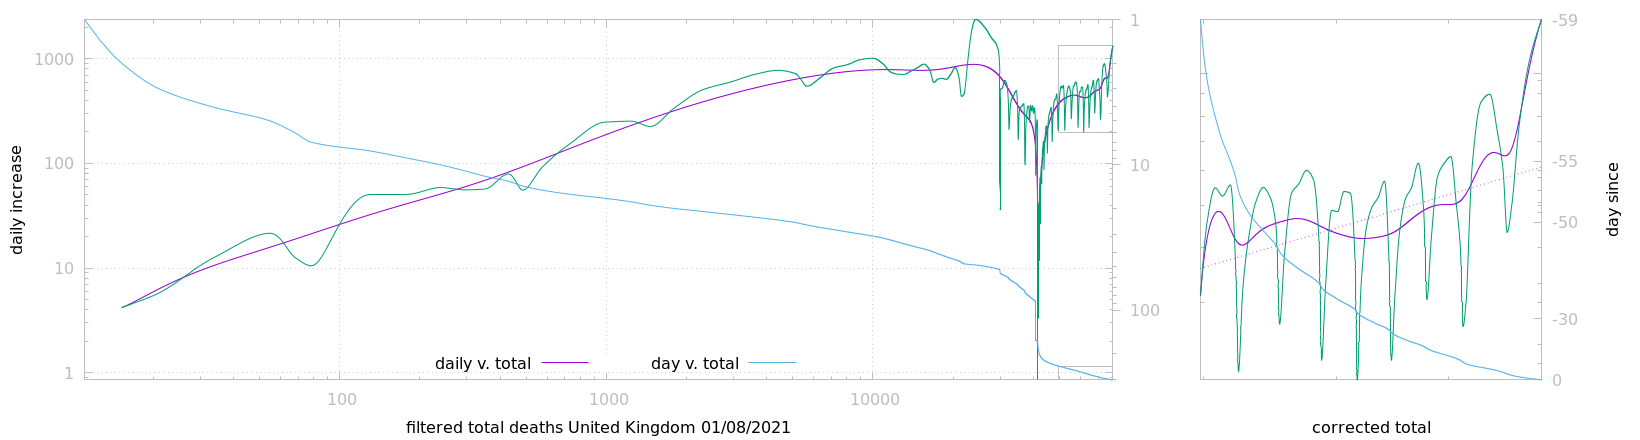 daily increase
1000
100
10
1
100
1000
10000
1
10
100
daily v. total
day v. total
filtered total deaths United Kingdom 01/08/2021
-59
-55
-50
-30
0
day since
corrected total